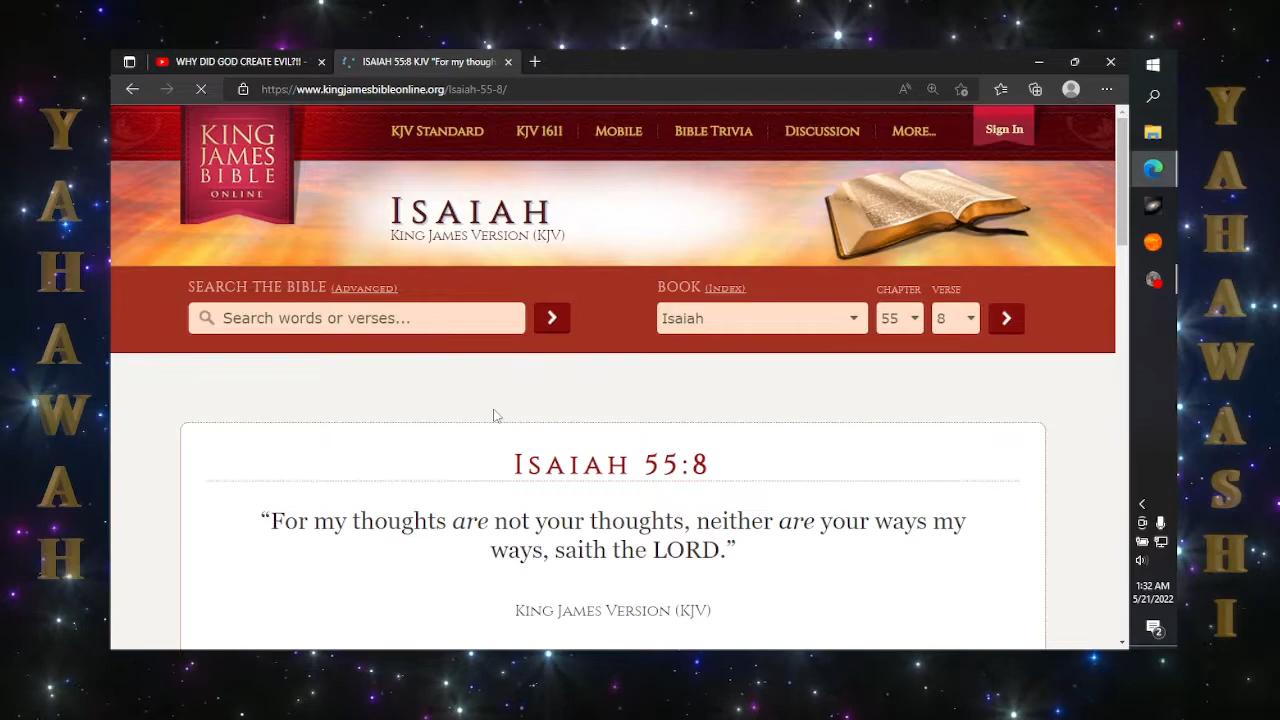 WHY DID GOD CREATE EVIL?!! -
ISAIAH 55:8 KJV "For my though
https://www.kingjamesbibleonline.org/Isaiah-55-8/
KING
JAMES
BIBLE
ONLINE
KJV STANDARD
KJV 1611
MOBILE
BIBLE TRIVIA
DISCUSSION
MORE...
Sign In
ISAIAH
KING JAMES VERSION (KJV)
SEARCH THE BIBLE (ADVANCED)
Search words or verses...
BOOK (INDEX)
CHAPTER
VERSE
Isaiah
55
8
ISAIAH 55:8
“For my thoughts are not your thoughts, neither are your ways my
ways, saith the LORD.”
KING JAMES VERSION (KJV)
1:32 AM
5/21/2022
2
Y
A
H
A
W
A
H
Y
A
H
A
W
A
S
H
I